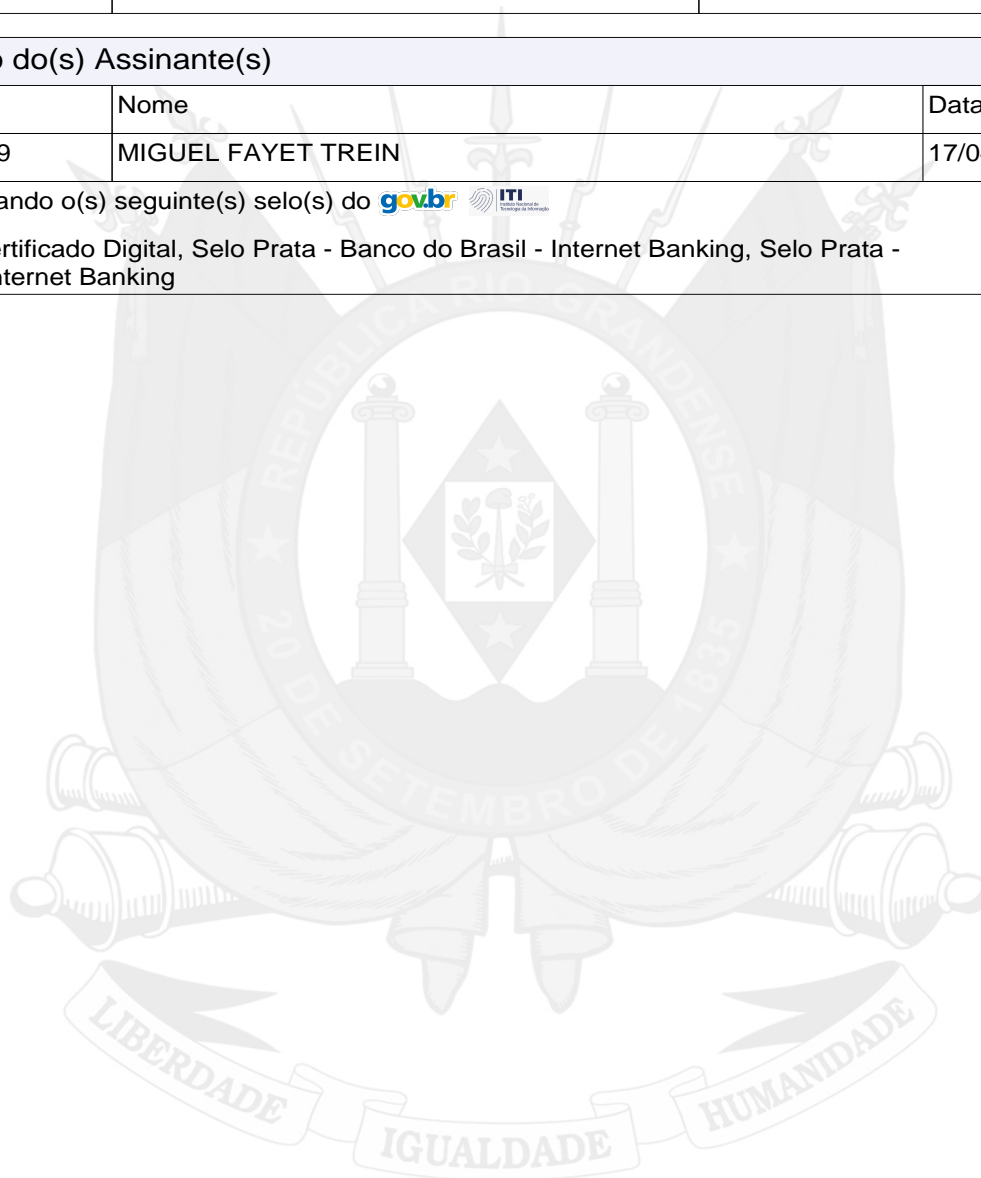 o do(s) Assinante(s)
Nome
Data
9
MIGUEL FAYET TREIN
17/0
ando o(s) seguinte(s) selo(s) do gov.br ITI
ertificado Digital, Selo Prata - Banco do Brasil - Internet Banking, Selo Prata -
nternet Banking
REPÚBLICA RIO GRANDENSE
20 DE SETEMBRO DE 1835
LIBERDADE
IGUALDADE
HUMANIDADE